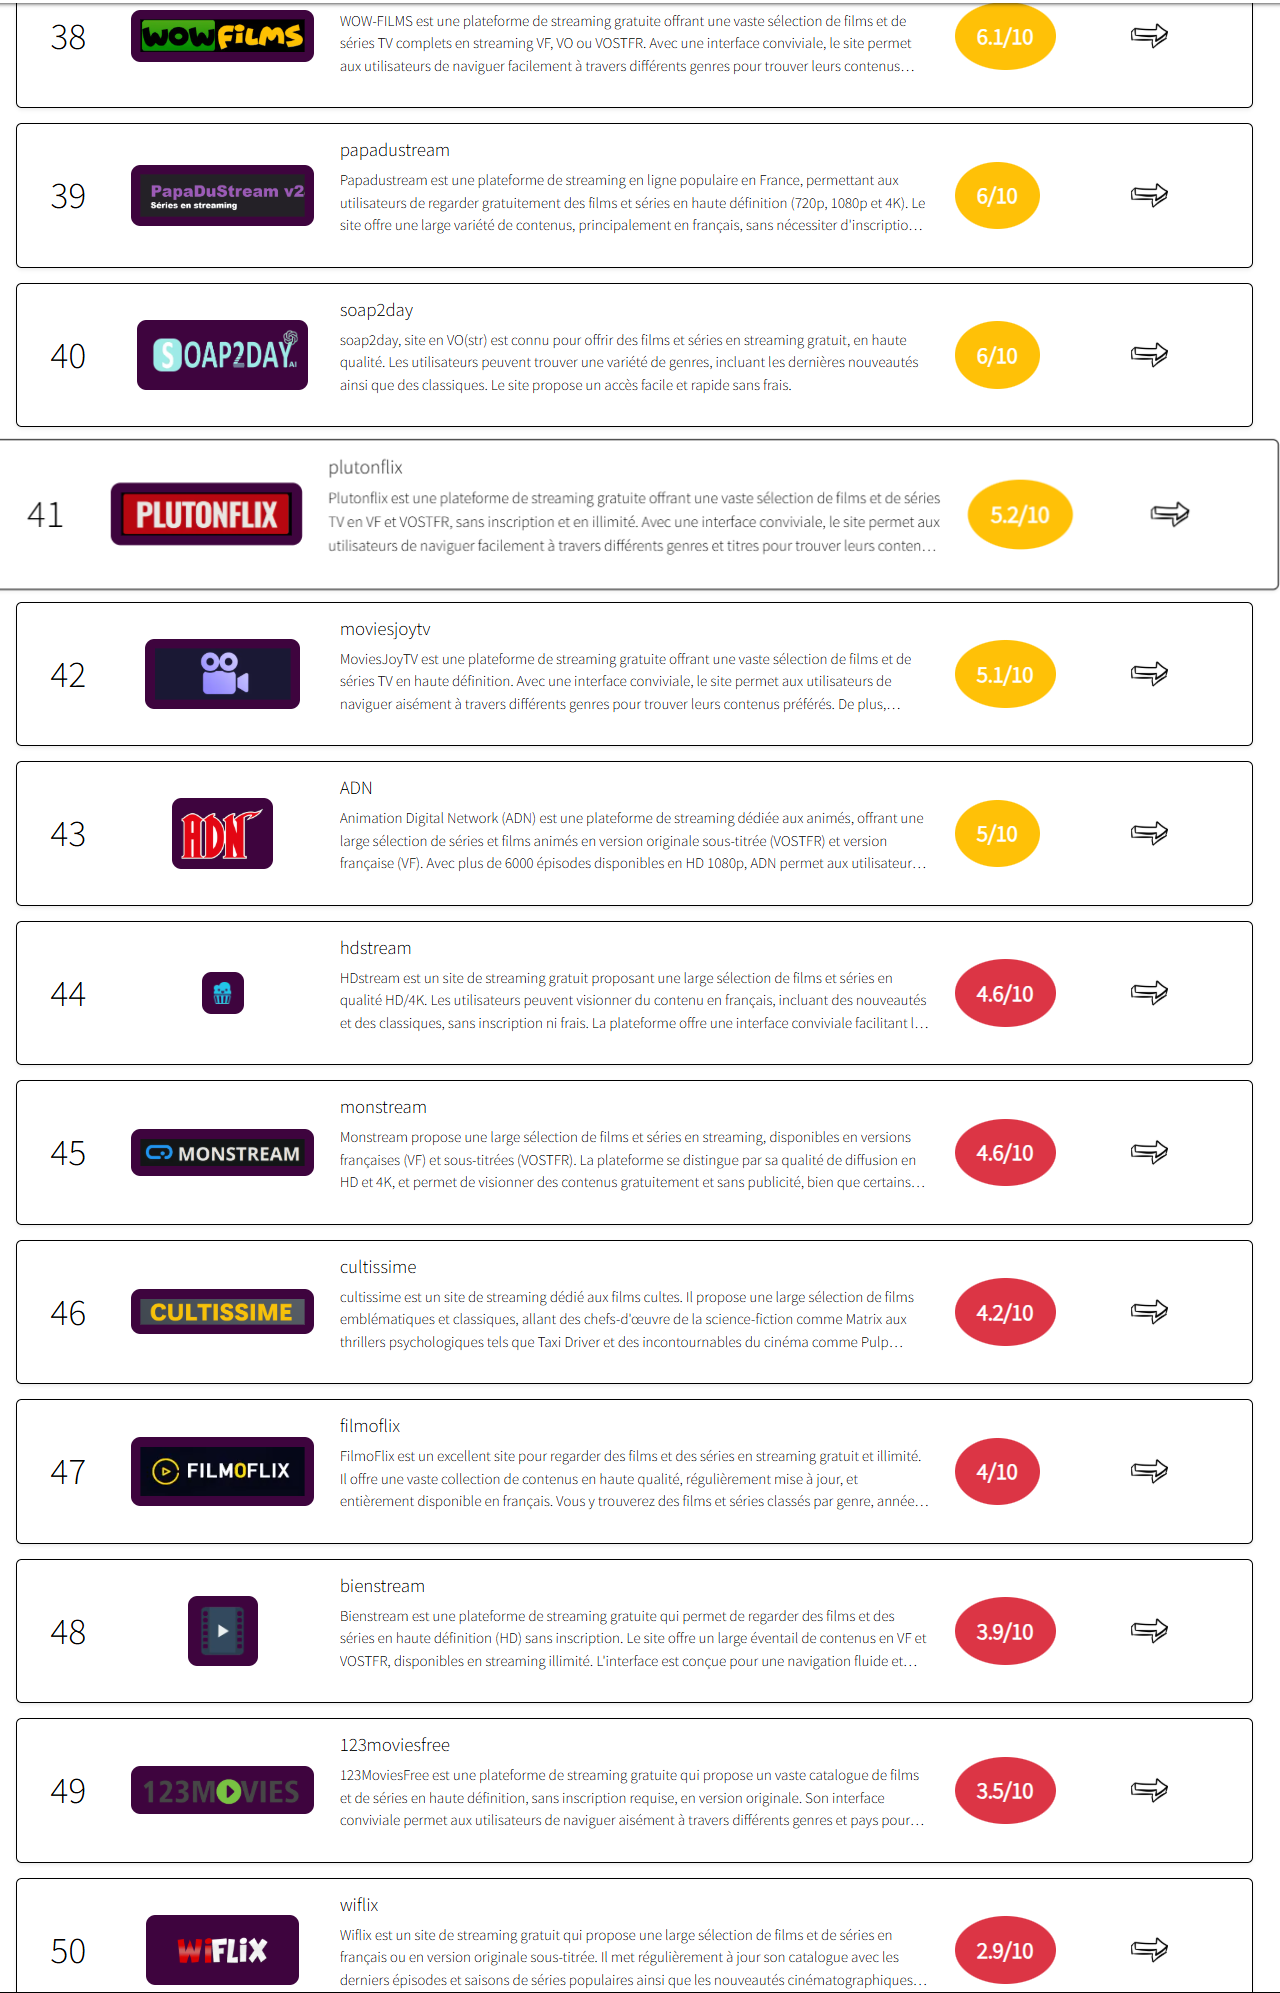 38
WOWFILMS
WOW-FILMS est une plateforme de streaming gratuite offrant une vaste sélection de films et de
séries TV complets en streaming VF, VO ou VOSTFR. Avec une interface conviviale, le site permet
aux utilisateurs de naviguer facilement à travers différents genres pour trouver leurs contenus…
6.1/10
39
PapaDuStream v2
Séries en streaming
papadustream
Papadustream est une plateforme de streaming en ligne populaire en France, permettant aux
utilisateurs de regarder gratuitement des films et séries en haute définition (720p, 1080p et 4K). Le
site offre une large variété de contenus, principalement en français, sans nécessiter d'inscriptio…
6/10
40
SOAP2DAY
AI
soap2day
soap2day, site en VO(str) est connu pour offrir des films et séries en streaming gratuit, en haute
qualité. Les utilisateurs peuvent trouver une variété de genres, incluant les dernières nouveautés
ainsi que des classiques. Le site propose un accès facile et rapide sans frais.
6/10
41
PLUTONFLIX
plutonflix
Plutonflix est une plateforme de streaming gratuite offrant une vaste sélection de films et de séries
TV en VF et VOSTFR, sans inscription et en illimité. Avec une interface conviviale, le site permet aux
utilisateurs de naviguer facilement à travers différents genres et titres pour trouver leurs conten…
5.2/10
42
moviesjoytv
MoviesJoyTV est une plateforme de streaming gratuite offrant une vaste sélection de films et de
séries TV en haute définition. Avec une interface conviviale, le site permet aux utilisateurs de
naviguer aisément à travers différents genres pour trouver leurs contenus préférés. De plus,…
5.1/10
43
ADN
ADN
Animation Digital Network (ADN) est une plateforme de streaming dédiée aux animés, offrant une
large sélection de séries et films animés en version originale sous-titrée (VOSTFR) et version
française (VF). Avec plus de 6000 épisodes disponibles en HD 1080p, ADN permet aux utilisateur…
5/10
44
hdstream
HDstream est un site de streaming gratuit proposant une large sélection de films et séries en
qualité HD/4K. Les utilisateurs peuvent visionner du contenu en français, incluant des nouveautés
et des classiques, sans inscription ni frais. La plateforme offre une interface conviviale facilitant l…
4.6/10
45
MONSTREAM
monstream
Monstream propose une large sélection de films et séries en streaming, disponibles en versions
françaises (VF) et sous-titrées (VOSTFR). La plateforme se distingue par sa qualité de diffusion en
HD et 4K, et permet de visionner des contenus gratuitement et sans publicité, bien que certains…
4.6/10
46
CULTISSIME
cultissime
cultissime est un site de streaming dédié aux films cultes. Il propose une large sélection de films
emblématiques et classiques, allant des chefs-d'œuvre de la science-fiction comme Matrix aux
thrillers psychologiques tels que Taxi Driver et des incontournables du cinéma comme Pulp…
4.2/10
47
FILMOFLIX
filmoflix
FilmoFlix est un excellent site pour regarder des films et des séries en streaming gratuit et illimité.
Il offre une vaste collection de contenus en haute qualité, régulièrement mise à jour, et
entièrement disponible en français. Vous y trouverez des films et séries classés par genre, année…
4/10
48
bienstream
Bienstream est une plateforme de streaming gratuite qui permet de regarder des films et des
séries en haute définition (HD) sans inscription. Le site offre un large éventail de contenus en VF et
VOSTFR, disponibles en streaming illimité. L'interface est conçue pour une navigation fluide et…
3.9/10
49
123MOVIES
123moviesfree
123MoviesFree est une plateforme de streaming gratuite qui propose un vaste catalogue de films
et de séries en haute définition, sans inscription requise, en version originale. Son interface
conviviale permet aux utilisateurs de naviguer aisément à travers différents genres et pays pour…
3.5/10
50
WIFLIX
wiflix
Wiflix est un site de streaming gratuit qui propose une large sélection de films et de séries en
français ou en version originale sous-titrée. Il met régulièrement à jour son catalogue avec les
derniers épisodes et saisons de séries populaires ainsi que les nouveautés cinématographiques…
2.9/10